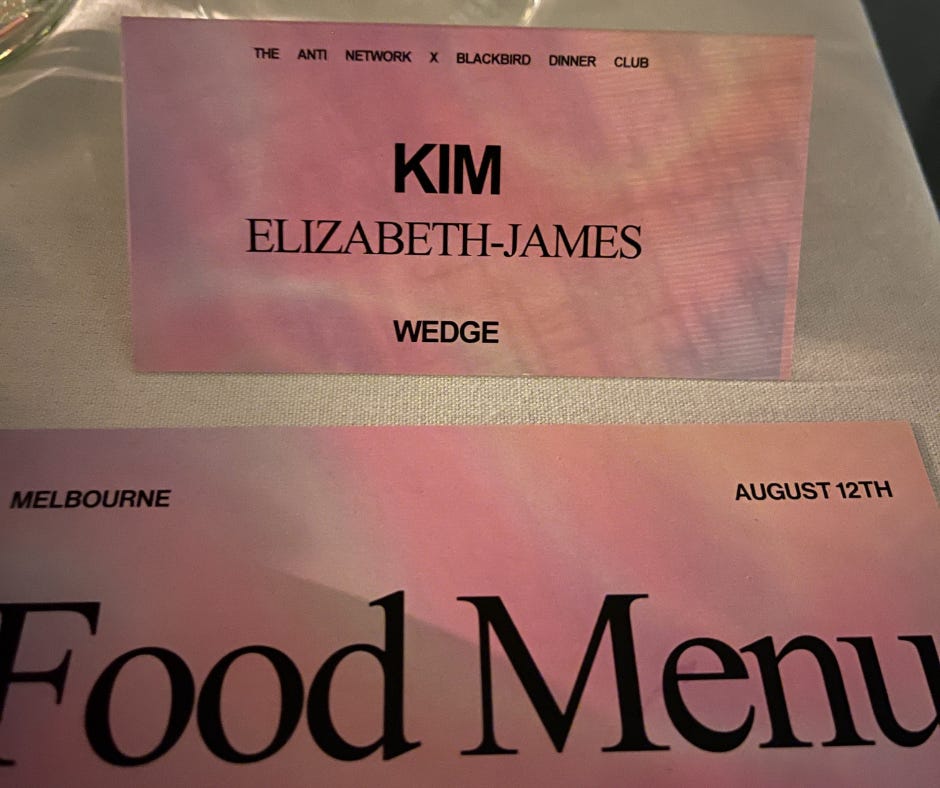 THE ANTI NETWORK X BLACKBIRD DINNER CLUB
KIM
ELIZABETH-JAMES
WEDGE
MELBOURNE
AUGUST 12TH
Food Menu